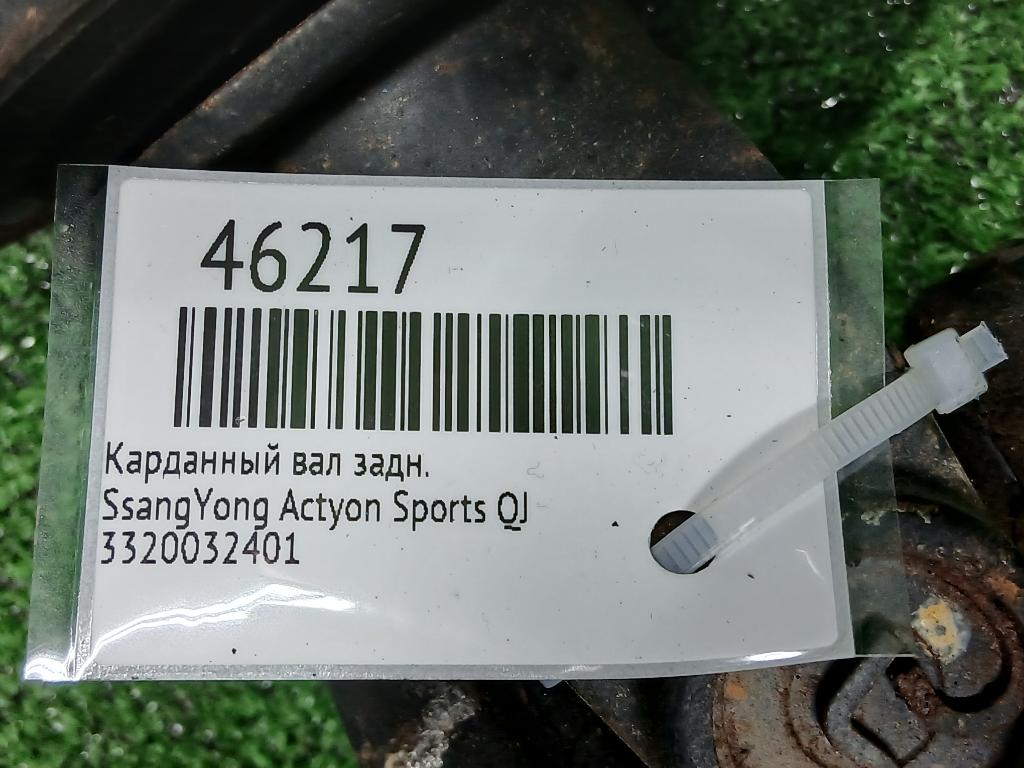 46217
Карданный вал задн.
SsangYong Actyon Sports QJ
3320032401